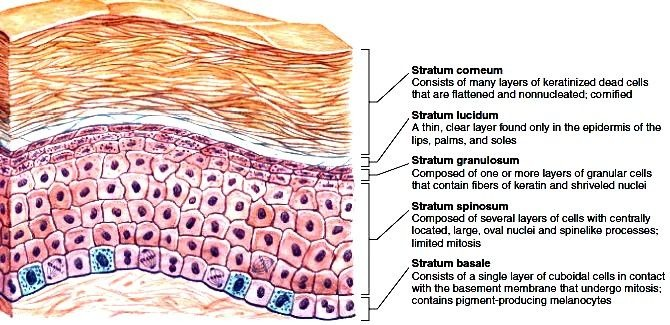 Stratum corneum
Consists of many layers of keratinized dead cells
that are flattened and nonnucleated; cornified
Stratum lucidum
A thin, clear layer found only in the epidermis of the
lips, palms, and soles
Stratum granulosum
Composed of one or more layers of granular cells
that contain fibers of keratin and shriveled nuclei
Stratum spinosum
Composed of several layers of cells with centrally
located, large, oval nuclei and spinelike processes;
limited mitosis
Stratum basale
Consists of a single layer of cuboidal cells in contact
with the basement membrane that undergo mitosis;
contains pigment-producing melanocytes